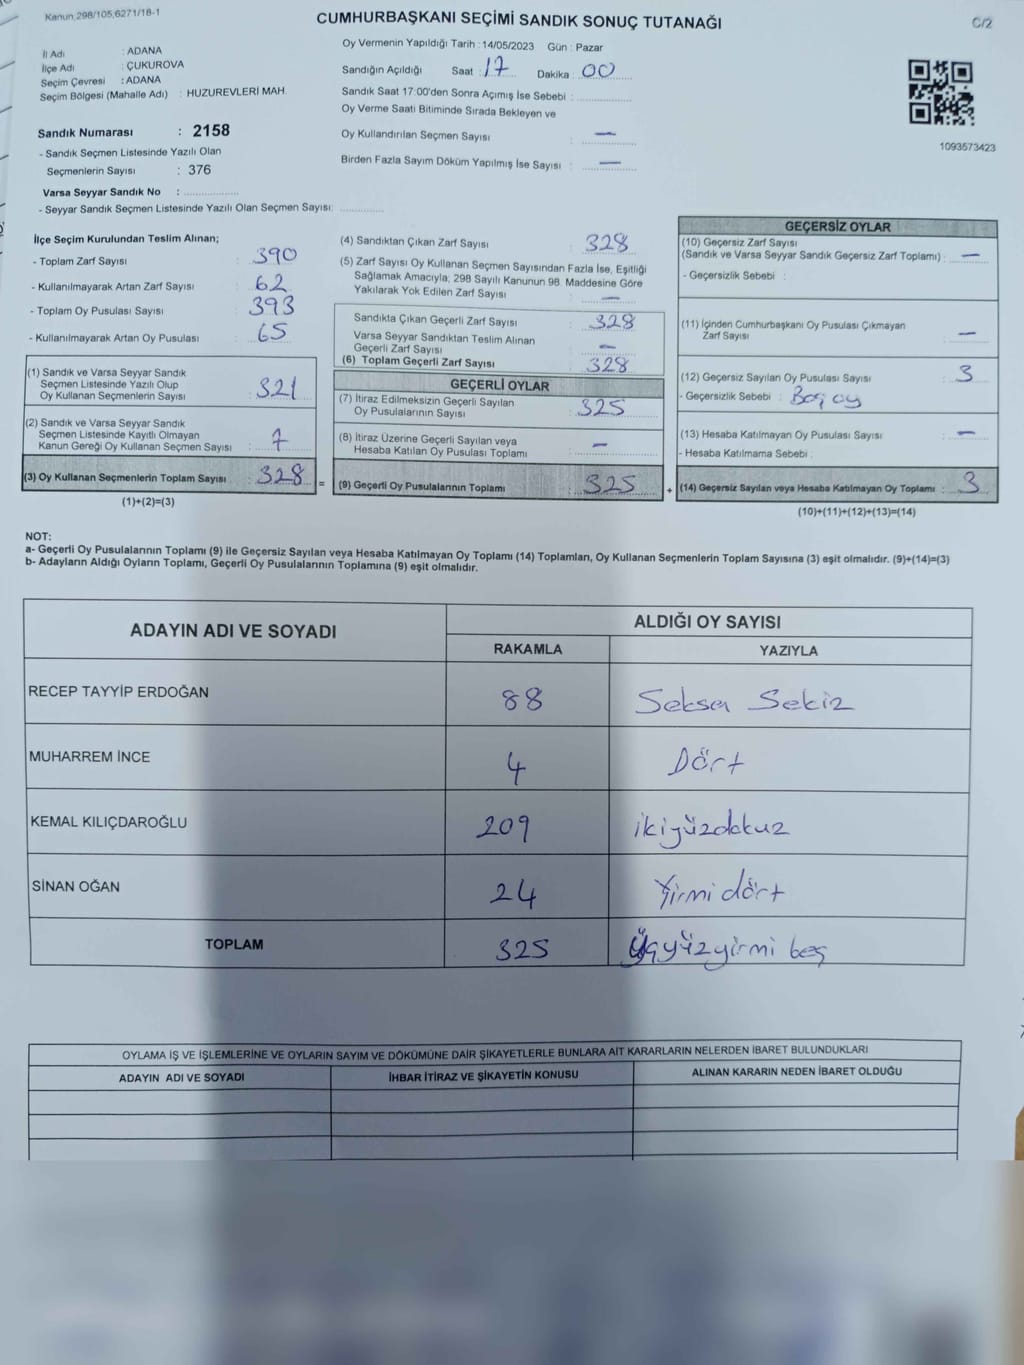 Kanun;298/105,6271/18-1
CUMHURBAŞKANI SEÇİMİ SANDIK SONUÇ TUTANAĞI
C/2
İl Adı : ADANA
İlçe Adı : ÇUKUROVA
Seçim Çevresi : ADANA
Seçim Bölgesi (Mahalle Adı) : HUZUREVLERİ MAH.
Sandık Numarası : 2158
- Sandık Seçmen Listesinde Yazılı Olan
Seçmenlerin Sayısı : 376
Varsa Seyyar Sandık No : ...............
- Seyyar Sandık Seçmen Listesinde Yazılı Olan Seçmen Sayısı: ............
Oy Vermenin Yapıldığı Tarih : 14/05/2023 Gün : Pazar
Sandığın Açıldığı Saat : 17 Dakika : 00
Sandık Saat 17:00'den Sonra Açımış İse Sebebi : ...............
Oy Verme Saati Bitiminde Sırada Bekleyen ve
Oy Kullandırılan Seçmen Sayısı : —
Birden Fazla Sayım Döküm Yapılmış İse Sayısı : —
1093573423
İlçe Seçim Kurulundan Teslim Alınan;
- Toplam Zarf Sayısı : 390
- Kullanılmayarak Artan Zarf Sayısı : 62
- Toplam Oy Pusulası Sayısı : 393
- Kullanılmayarak Artan Oy Pusulası : 65
(1) Sandık ve Varsa Seyyar Sandık
Seçmen Listesinde Yazılı Olup
Oy Kullanan Seçmenlerin Sayısı : 321
(2) Sandık ve Varsa Seyyar Sandık
Seçmen Listesinde Kayıtlı Olmayan
Kanun Gereği Oy Kullanan Seçmen Sayısı : 7
(3) Oy Kullanan Seçmenlerin Toplam Sayısı : 328 =
(1)+(2)=(3)
(4) Sandıktan Çıkan Zarf Sayısı : 328
(5) Zarf Sayısı Oy Kullanan Seçmen Sayısından Fazla İse, Eşitliği
Sağlamak Amacıyla; 298 Sayılı Kanunun 98. Maddesine Göre
Yakılarak Yok Edilen Zarf Sayısı : —
Sandıkta Çıkan Geçerli Zarf Sayısı : 328
Varsa Seyyar Sandıktan Teslim Alınan
Geçerli Zarf Sayısı : —
(6) Toplam Geçerli Zarf Sayısı : 328
GEÇERLİ OYLAR
(7) İtiraz Edilmeksizin Geçerli Sayılan
Oy Pusulalarının Sayısı : 325
(8) İtiraz Üzerine Geçerli Sayılan veya
Hesaba Katılan Oy Pusulası Toplamı : —
(9) Geçerli Oy Pusulalarının Toplamı : 325 +
GEÇERSİZ OYLAR
(10) Geçersiz Zarf Sayısı
(Sandık ve Varsa Seyyar Sandık Geçersiz Zarf Toplamı) : —
- Geçersizlik Sebebi :
(11) İçinden Cumhurbaşkanı Oy Pusulası Çıkmayan
Zarf Sayısı : —
(12) Geçersiz Sayılan Oy Pusulası Sayısı : 3
- Geçersizlik Sebebi : Boş oy
(13) Hesaba Katılmayan Oy Pusulası Sayısı : —
- Hesaba Katılmama Sebebi :
(14) Geçersiz Sayılan veya Hesaba Katılmayan Oy Toplamı : 3
(10)+(11)+(12)+(13)=(14)
NOT:
a- Geçerli Oy Pusulalarının Toplamı (9) ile Geçersiz Sayılan veya Hesaba Katılmayan Oy Toplamı (14) Toplamları, Oy Kullanan Seçmenlerin Toplam Sayısına (3) eşit olmalıdır. (9)+(14)=(3)
b- Adayların Aldığı Oyların Toplamı, Geçerli Oy Pusulalarının Toplamına (9) eşit olmalıdır.
ADAYIN ADI VE SOYADI ALDIĞI OY SAYISI
RAKAMLA YAZIYLA
RECEP TAYYİP ERDOĞAN 88 Seksen Sekiz
MUHARREM İNCE 4 Dört
KEMAL KILIÇDAROĞLU 209 ikiyüzdokuz
SİNAN OĞAN 24 Yirmi dört
TOPLAM 325 Üçyüzyirmi beş
OYLAMA İŞ VE İŞLEMLERİNE VE OYLARIN SAYIM VE DÖKÜMÜNE DAİR ŞİKAYETLERLE BUNLARA AİT KARARLARIN NELERDEN İBARET BULUNDUKLARI
ADAYIN ADI VE SOYADI İHBAR İTİRAZ VE ŞİKAYETİN KONUSU ALINAN KARARIN NEDEN İBARET OLDUĞU